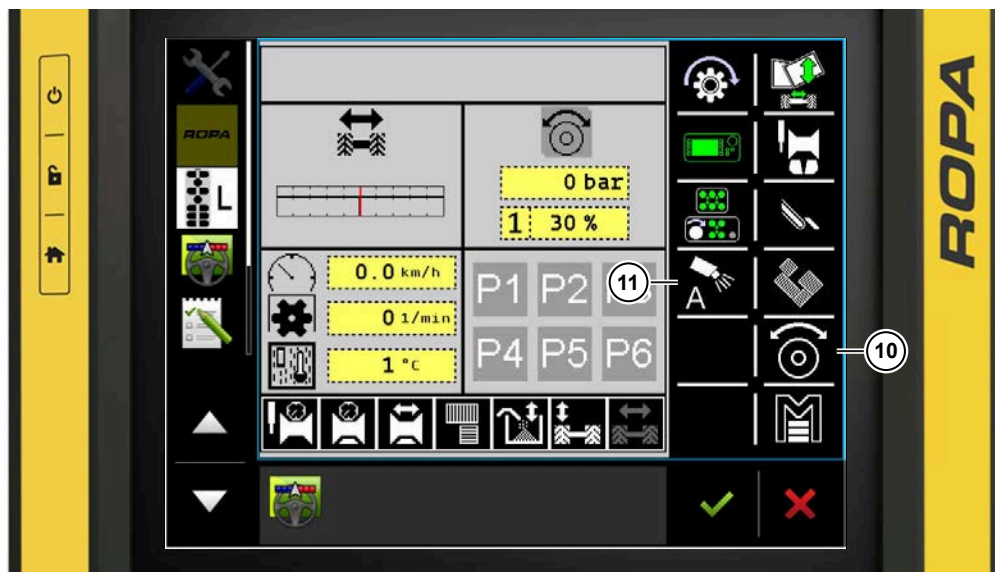 ROPA
ROPA
L
0 bar
1 30 %
0.0 km/h
0 1/min
1 °C
P1 P2
P4 P5 P6
11
A
10
M